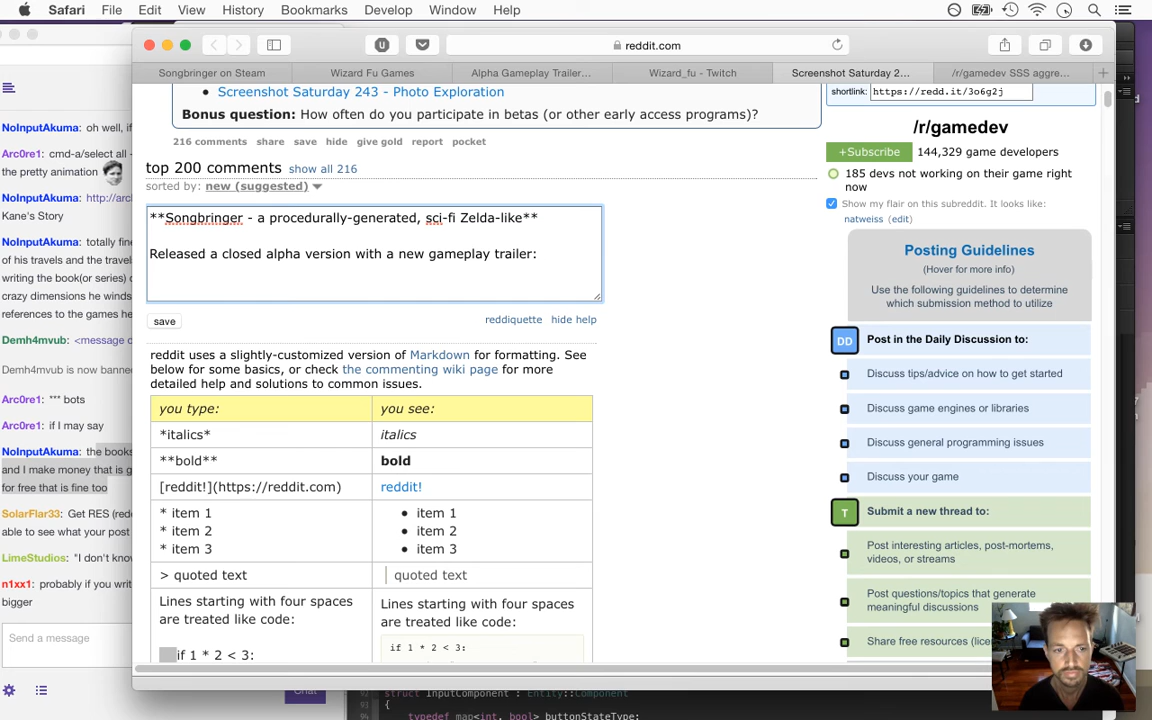 Safari File Edit View History Bookmarks Develop Window Help
reddit.com
Songbringer on Steam
Wizard Fu Games
Alpha Gameplay Trailer...
Wizard_fu - Twitch
Screenshot Saturday 2...
/r/gamedev SSS aggre...
Screenshot Saturday 243 - Photo Exploration
Bonus question: How often do you participate in betas (or other early access programs)?
216 comments share save hide give gold report pocket
top 200 comments show all 216
sorted by: new (suggested)
**Songbringer - a procedurally-generated, sci-fi Zelda-like**
Released a closed alpha version with a new gameplay trailer:
save
reddiquette hide help
reddit uses a slightly-customized version of Markdown for formatting. See
below for some basics, or check the commenting wiki page for more
detailed help and solutions to common issues.
you type: you see:
*italics* italics
**bold** bold
[reddit!](https://reddit.com) reddit!
* item 1 item 1
* item 2 item 2
* item 3 item 3
> quoted text quoted text
Lines starting with four spaces
are treated like code:
if 1 * 2 < 3:
Lines starting with four spaces
are treated like code:
if 1 * 2 < 3:
shortlink: https://redd.it/3o6g2j
/r/gamedev
+Subscribe 144,329 game developers
185 devs not working on their game right
now
Show my flair on this subreddit. It looks like:
natweiss (edit)
Posting Guidelines
(Hover for more info)
Use the following guidelines to determine
which submission method to utilize
DD Post in the Daily Discussion to:
Discuss tips/advice on how to get started
Discuss game engines or libraries
Discuss general programming issues
Discuss your game
T Submit a new thread to:
Post interesting articles, post-mortems,
videos, or streams
Post questions/topics that generate
meaningful discussions
Share free resources (lice
NoInputAkuma: oh well, if
Arc0re1: cmd-a/select all -
the pretty animation
NoInputAkuma: http://arc
Kane's Story
NoInputAkuma: totally fine
of his travels and the trave
writing the book(or series)
crazy dimensions he winds
references to the games he
Demh4mvub: <message d
Demh4mvub is now banne
Arc0re1: *** bots
Arc0re1: if I may say
NoInputAkuma: the books
and I make money that is g
for free that is fine too
SolarFlar33: Get RES (redd
able to see what your post
LimeStudios: "I don't know
n1xx1: probably if you writ
bigger
Send a message
Chat
92 struct InputComponent : Entity::Component
93 {
94 typedef map<int, bool> buttonStateType;